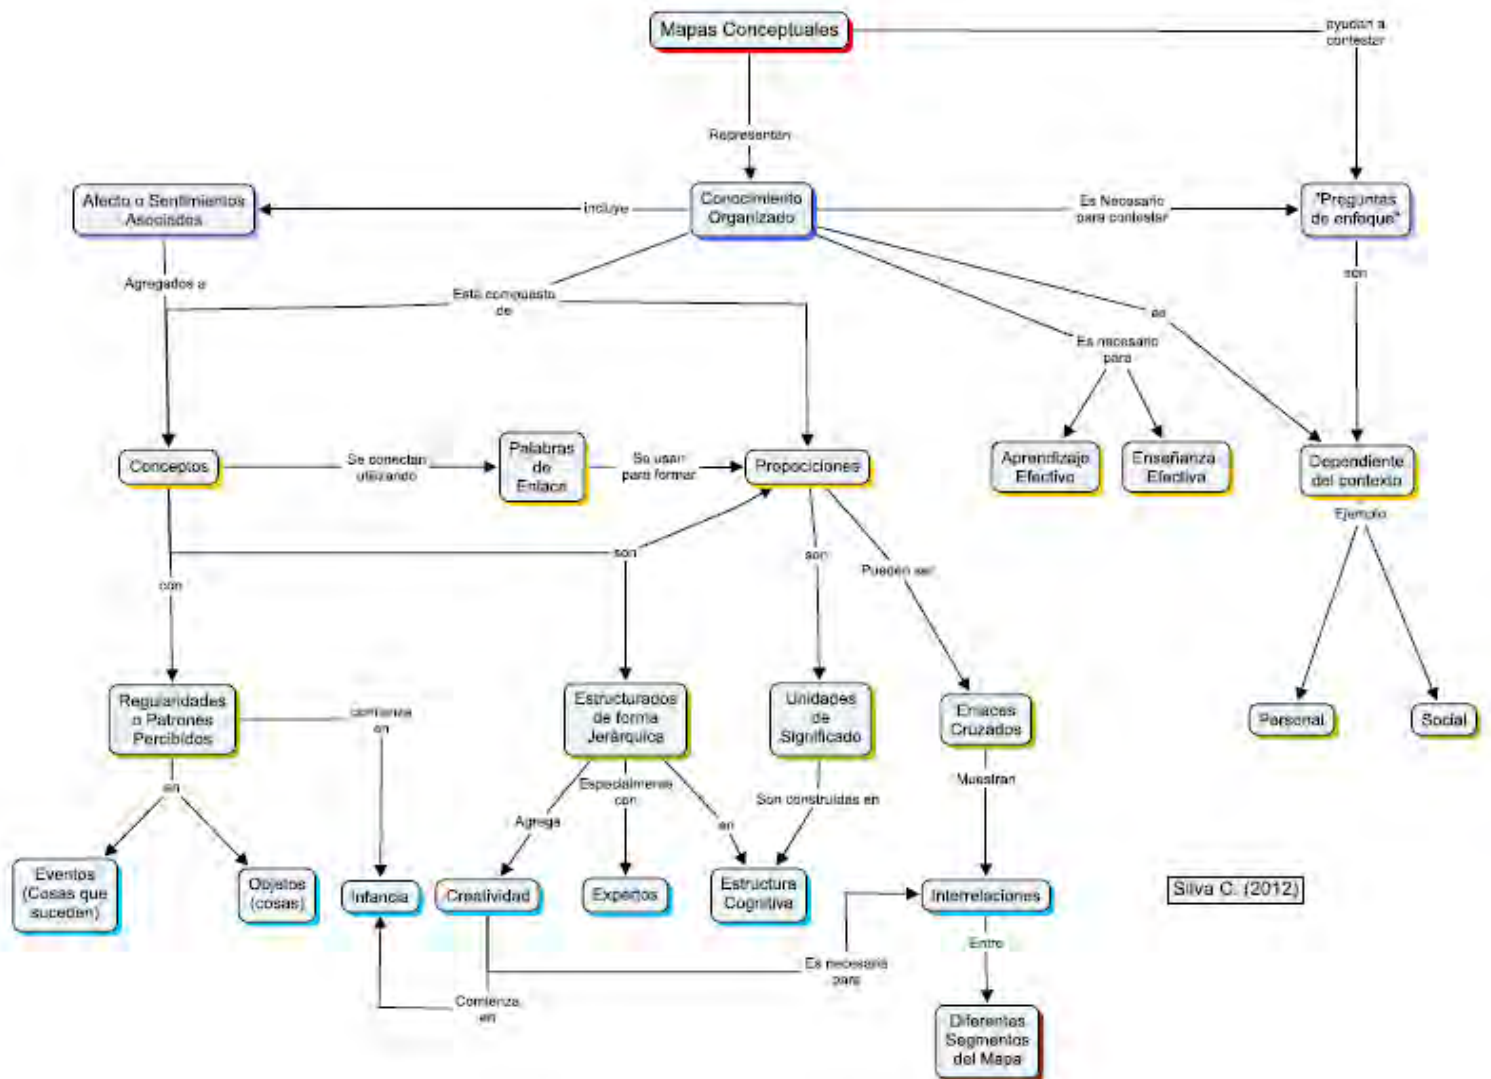 Mapas Conceptuales
ayudan a
contestar
Representan
Afecto o Sentimientos
Asociados
incluye
Conocimiento
Organizado
Es Necesario
para contestar
"Preguntas
de enfoque"
Agregados a
Está compuesto
de
son
es
Es necesario
para
Conceptos
Se conectan
utilizando
Palabras
de
Enlace
Se usan
para formar
Propociciones
Aprendizaje
Efectivo
Enseñanza
Efectiva
Dependiente
del contexto
Ejemplo
con
son
son
Pueden ser
Regularidades
o Patrones
Percibidos
comienza
en
Estructurados
de forma
Jerárquica
Unidades
de
Significado
Enlaces
Cruzados
Personal
Social
en
Agrega
Especialmente
con
en
Son construidas en
Muestran
Eventos
(Cosas que
suceden)
Objetos
(cosas)
Infancia
Creatividad
Expertos
Estructura
Cognitiva
Interrelaciones
Silva C. (2012)
Comienza
en
Es necesaria
para
Entre
Diferentes
Segmentos
del Mapa